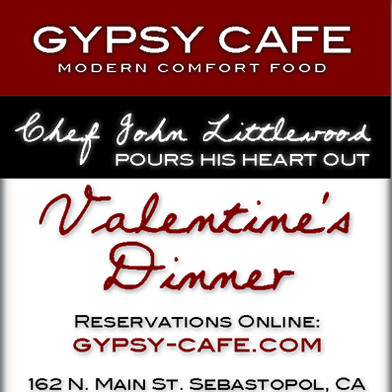 GYPSY CAFE
MODERN COMFORT FOOD
Chef John Littlewood
POURS HIS HEART OUT
Valentine's
Dinner
RESERVATIONS ONLINE:
GYPSY-CAFE.COM
162 N. MAIN ST. SEBASTOPOL, CA